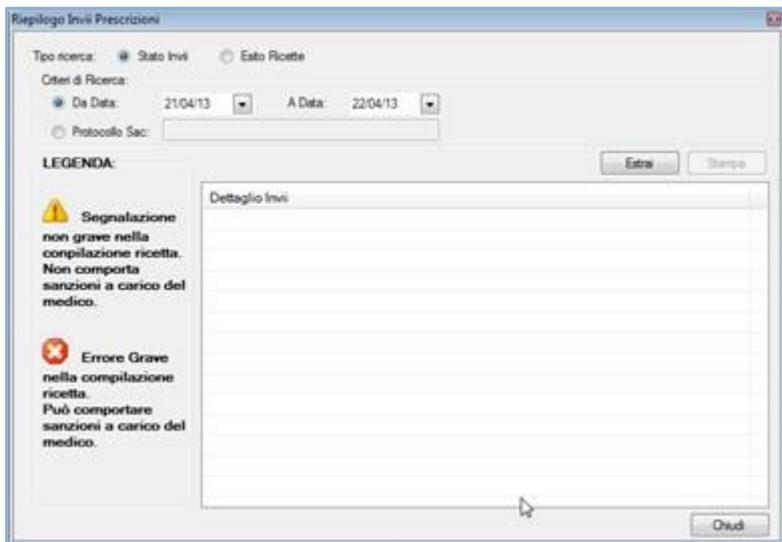 Riepilogo Invii Prescrizioni
Tipo ricerca: Stato Invii Esito Ricette
Criteri di Ricerca:
Da Data: 21/04/13 A Data: 22/04/13
Protocollo Sac:
LEGENDA:
Estrai Stampa
Dettaglio Invii
Segnalazione
non grave nella
conpilazione ricetta.
Non comporta
sanzioni a carico del
medico.
Errore Grave
nella compilazione
ricetta.
Può comportare
sanzioni a carico del
medico.
Chiudi